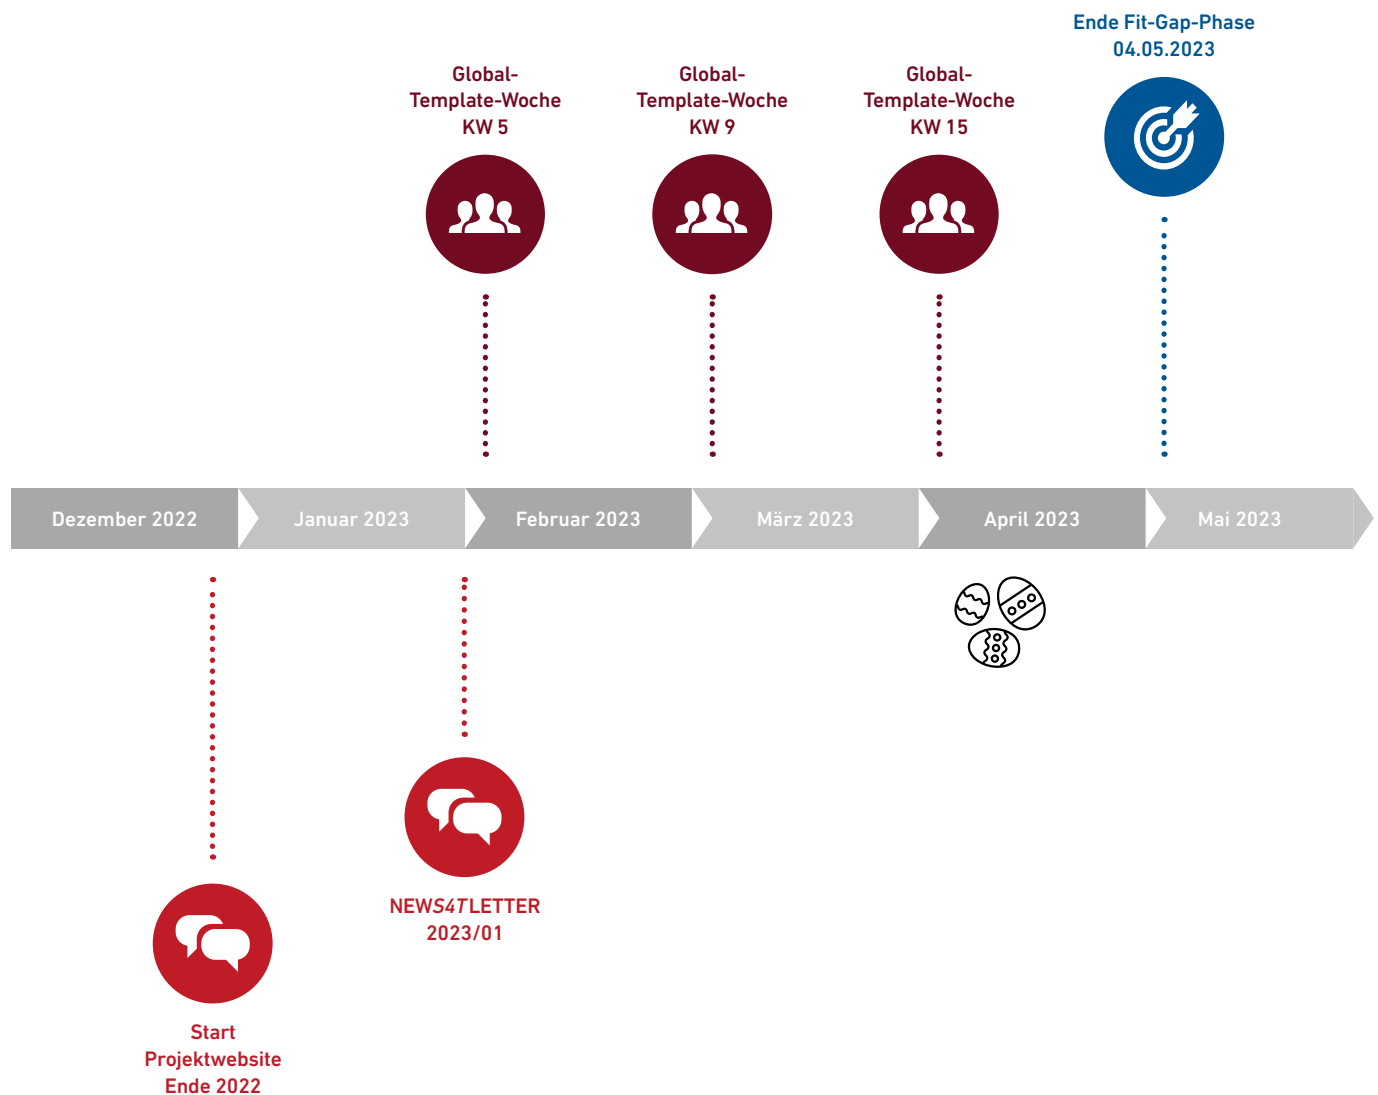 Ende Fit-Gap-Phase
04.05.2023
Global-
Template-Woche
KW 5
Global-
Template-Woche
KW 9
Global-
Template-Woche
KW 15
Dezember 2022
Januar 2023
Februar 2023
März 2023
April 2023
Mai 2023
NEWS4TLETTER
2023/01
Start
Projektwebsite
Ende 2022